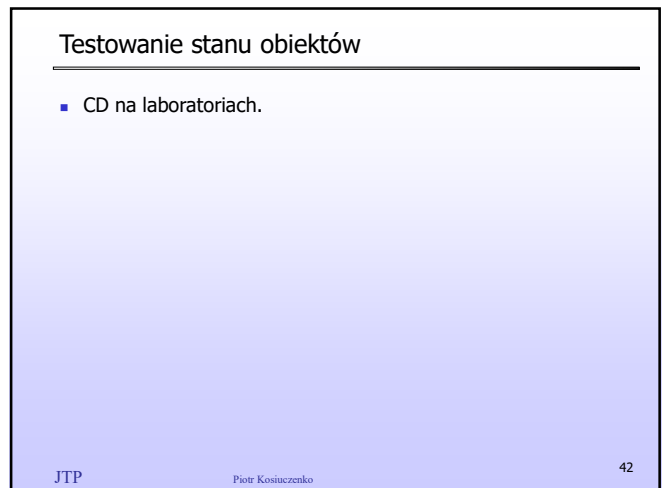 Testowanie stanu obiektów
CD na laboratoriach.
JTP
Piotr Kosiuczenko
42